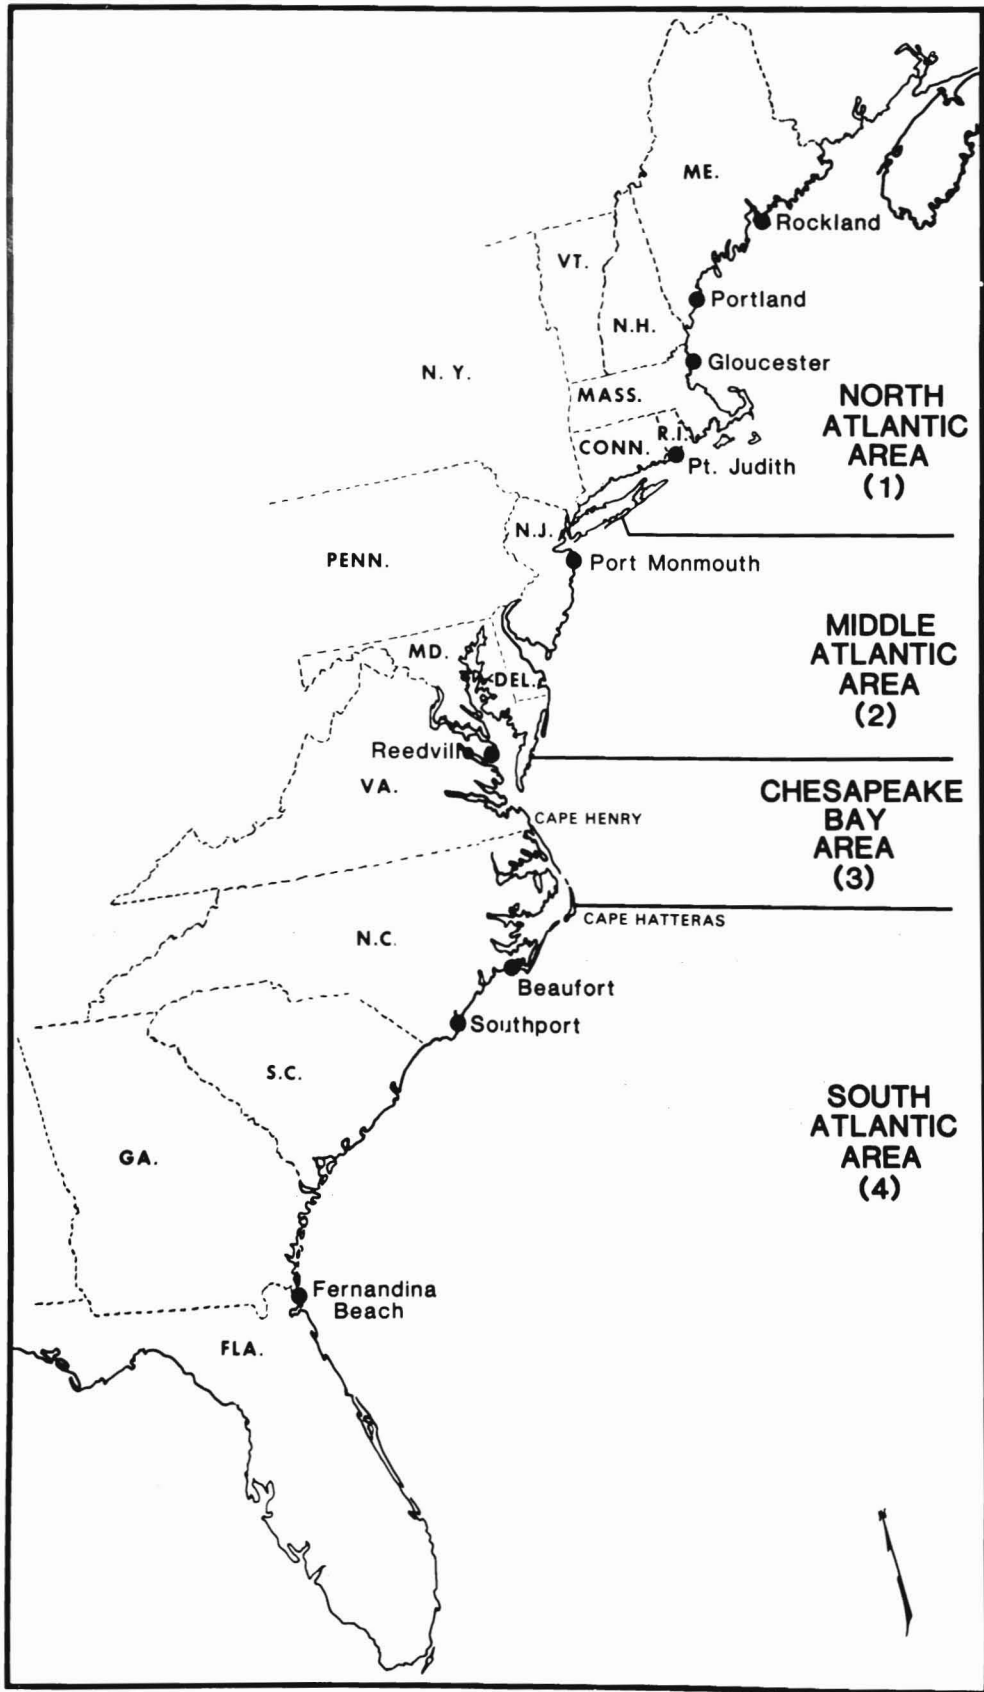 ME.
Rockland
VT.
Portland
N.H.
Gloucester
N. Y.
MASS.
NORTH
ATLANTIC
AREA
(1)
R.I.
CONN.
Pt. Judith
N.J.
PENN.
Port Monmouth
MIDDLE
ATLANTIC
AREA
(2)
MD.
DEL.
Reedville
VA.
CHESAPEAKE
BAY
AREA
(3)
CAPE HENRY
CAPE HATTERAS
N.C.
Beaufort
Southport
S.C.
SOUTH
ATLANTIC
AREA
(4)
GA.
Fernandina
Beach
FLA.